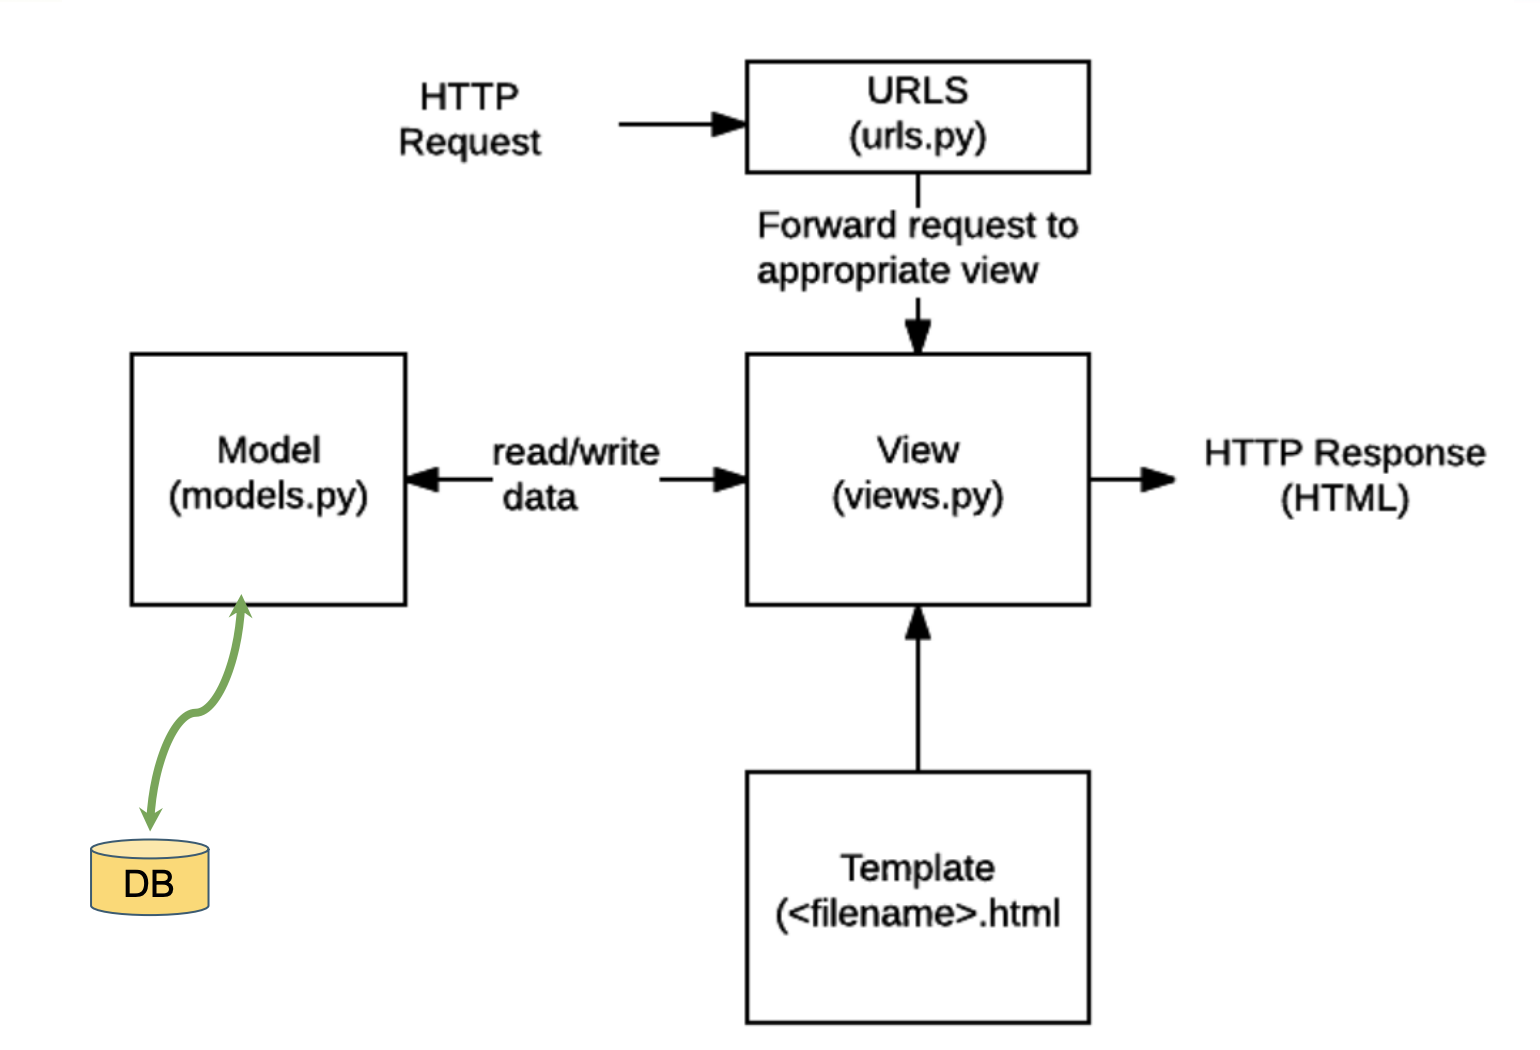 HTTP
Request
URLS
(urls.py)
Forward request to
appropriate view
Model
(models.py)
read/write
data
View
(views.py)
HTTP Response
(HTML)
Template
(<filename>.html
DB